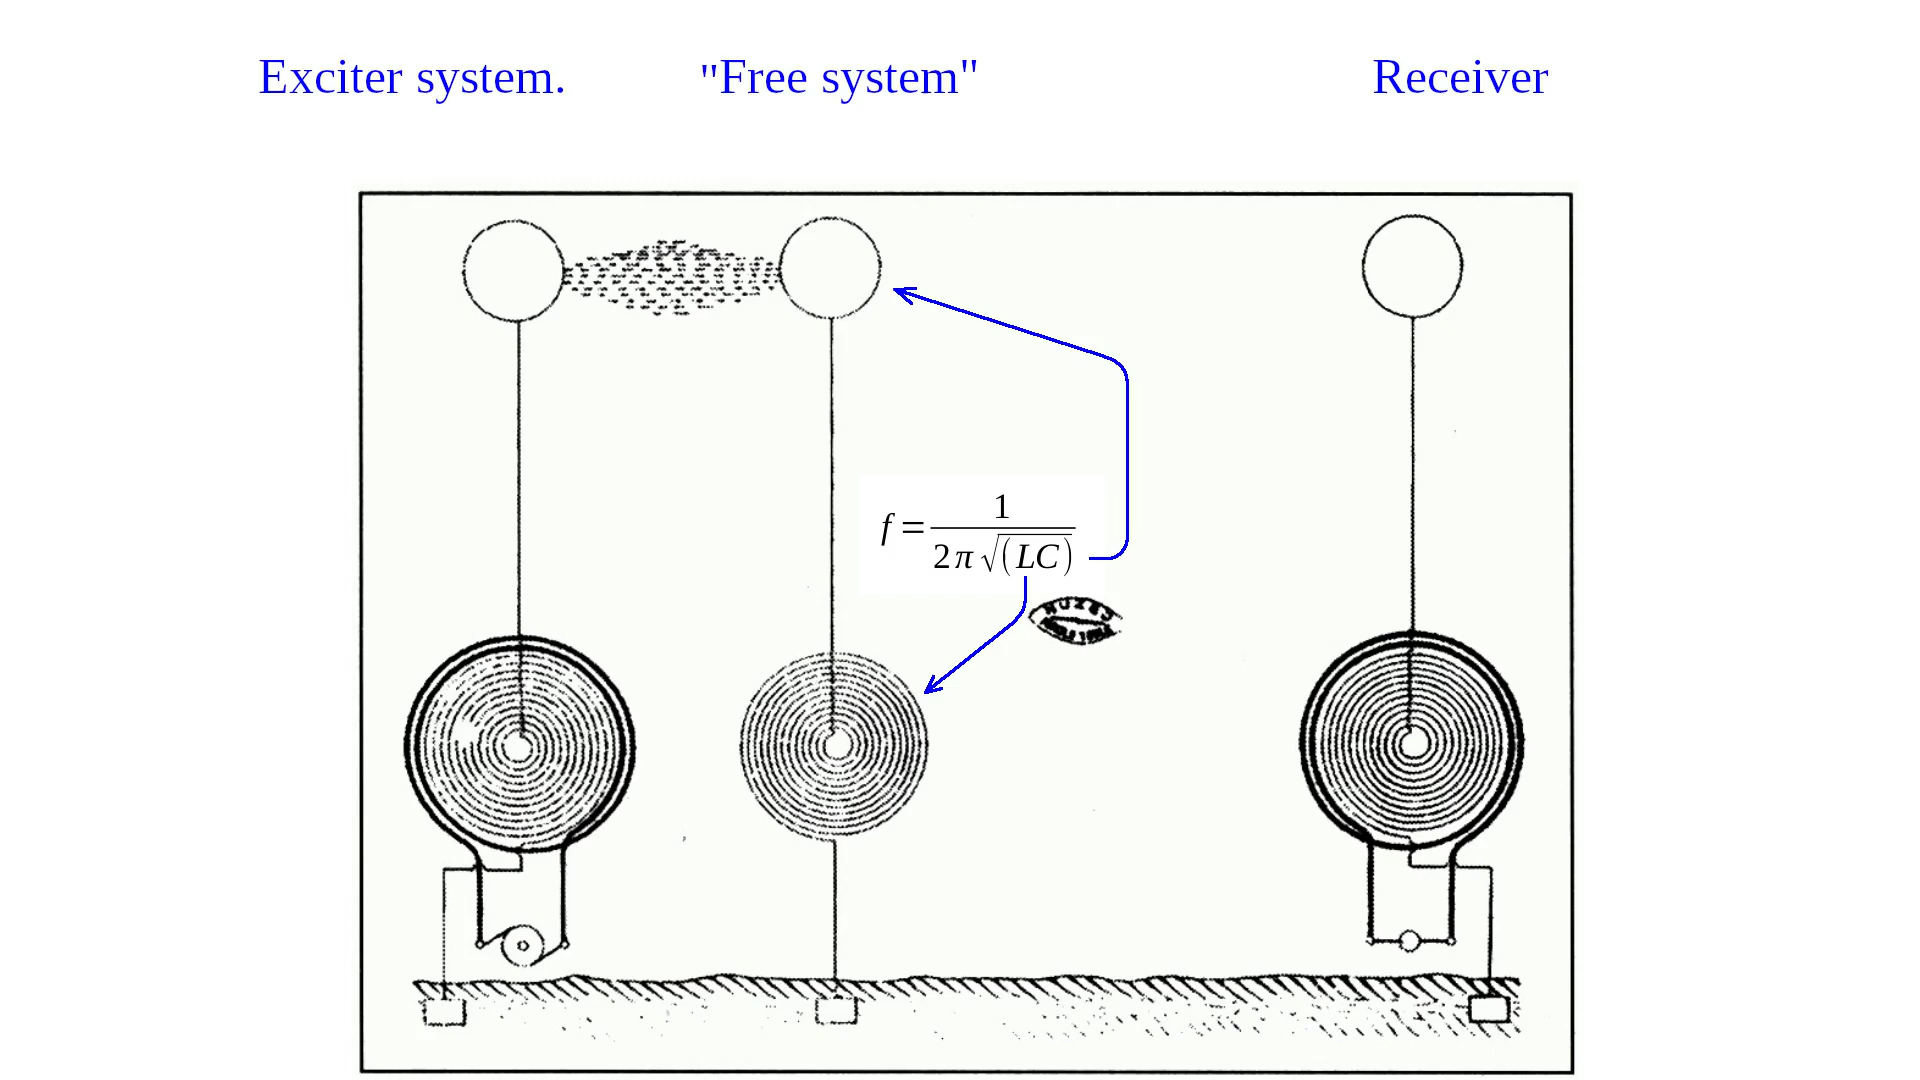 Exciter system.
"Free system"
Receiver
f = 1 / 2π√(LC)